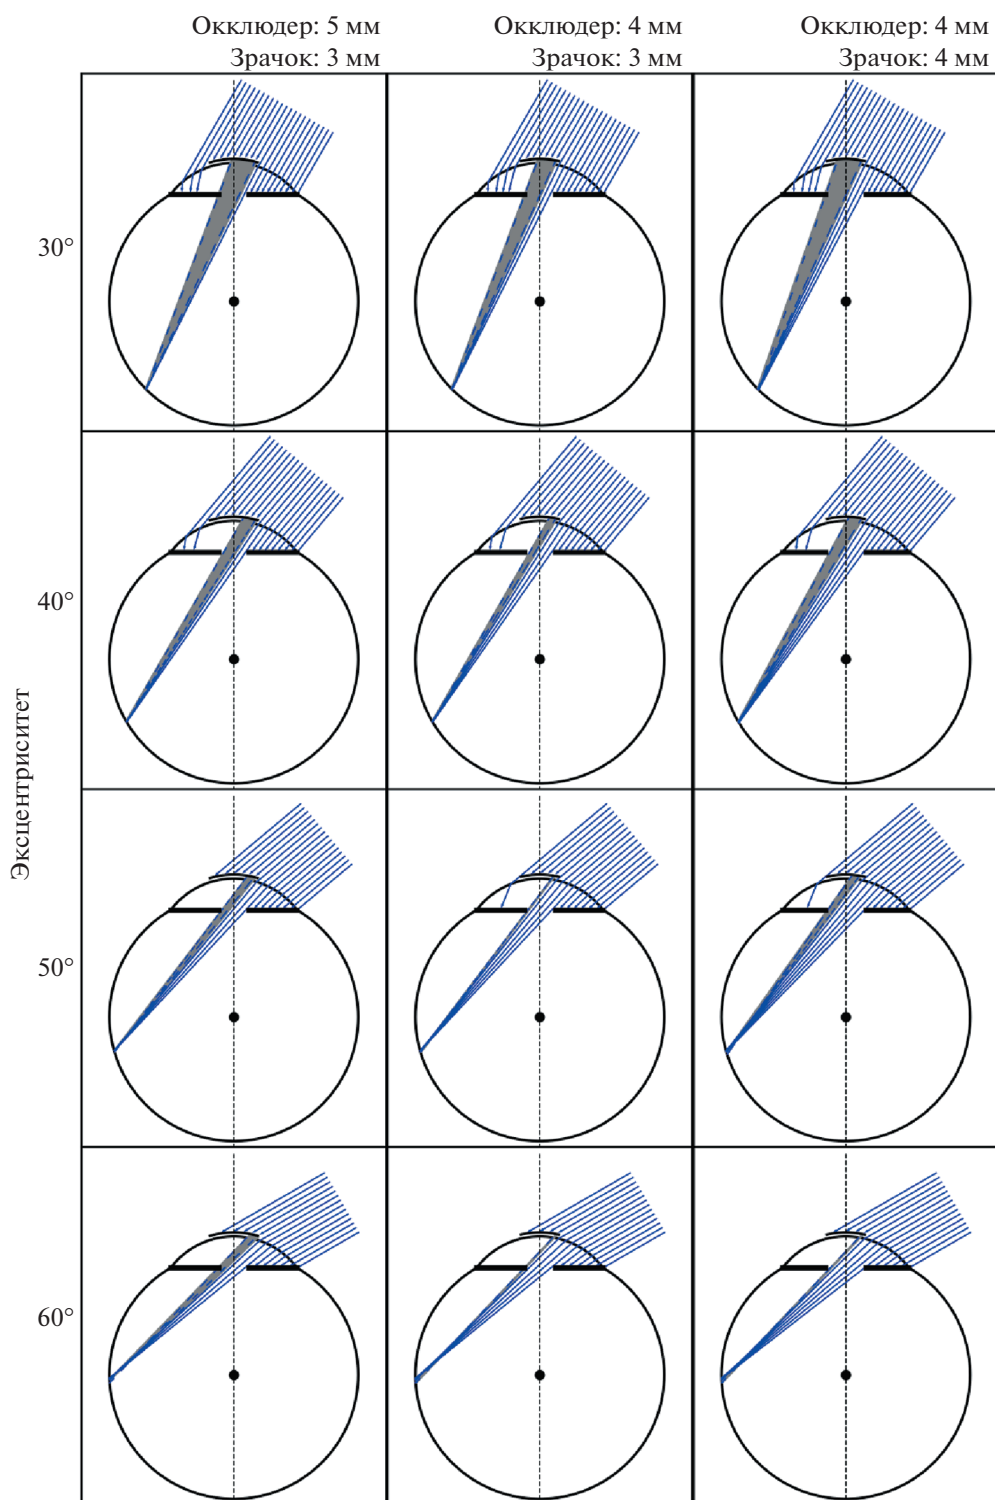 Окклюдер: 5 мм
Зрачок: 3 мм
Окклюдер: 4 мм
Зрачок: 3 мм
Окклюдер: 4 мм
Зрачок: 4 мм
30°
40°
Эксцентриситет
50°
60°